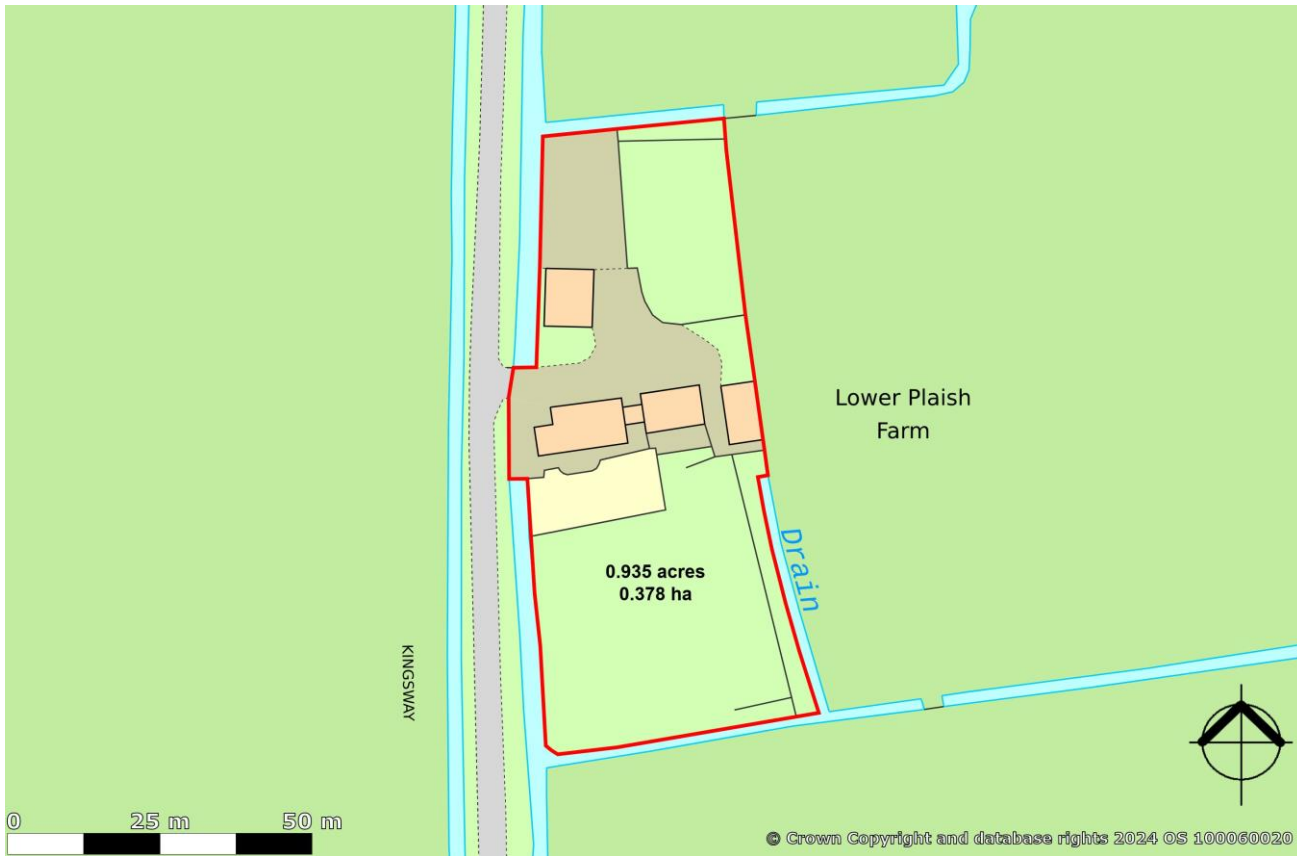 Lower Plaish
Farm
Drain
0.935 acres
0.378 ha
KINGSWAY
0 25 m 50 m
© Crown Copyright and database rights 2024 OS 100060020